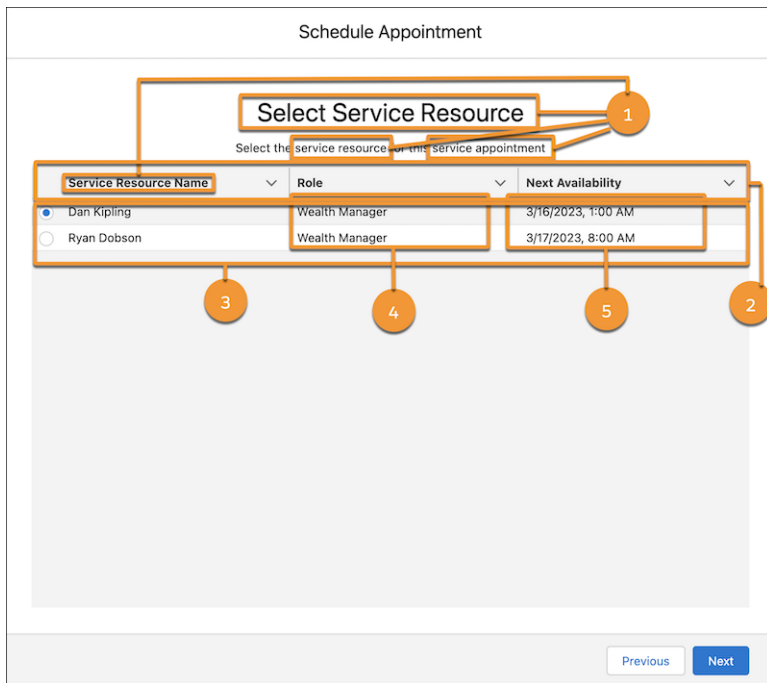 Schedule Appointment
Select Service Resource
1
Select the service resource for this service appointment
Service Resource Name Role Next Availability
Dan Kipling Wealth Manager 3/16/2023, 1:00 AM
Ryan Dobson Wealth Manager 3/17/2023, 8:00 AM
3 4 5 2
Previous Next